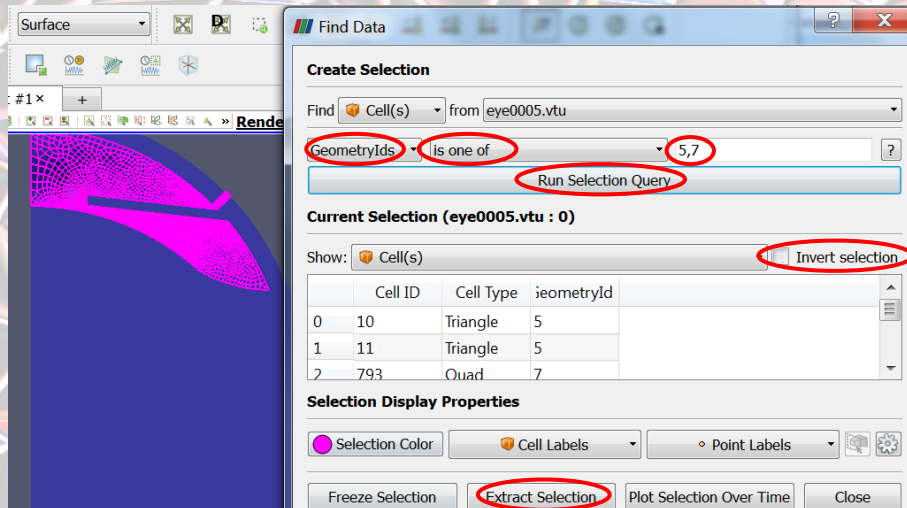 Surface
#1×
+
» Rende
Find Data
?
X
Create Selection
Find Cell(s) from eye0005.vtu
GeometryIds is one of 5,7 ?
Run Selection Query
Current Selection (eye0005.vtu : 0)
Show: Cell(s) Invert selection
Cell ID Cell Type GeometryId
0 10 Triangle 5
1 11 Triangle 5
2 793 Quad 7
Selection Display Properties
Selection Color Cell Labels Point Labels
Freeze Selection Extract Selection Plot Selection Over Time Close